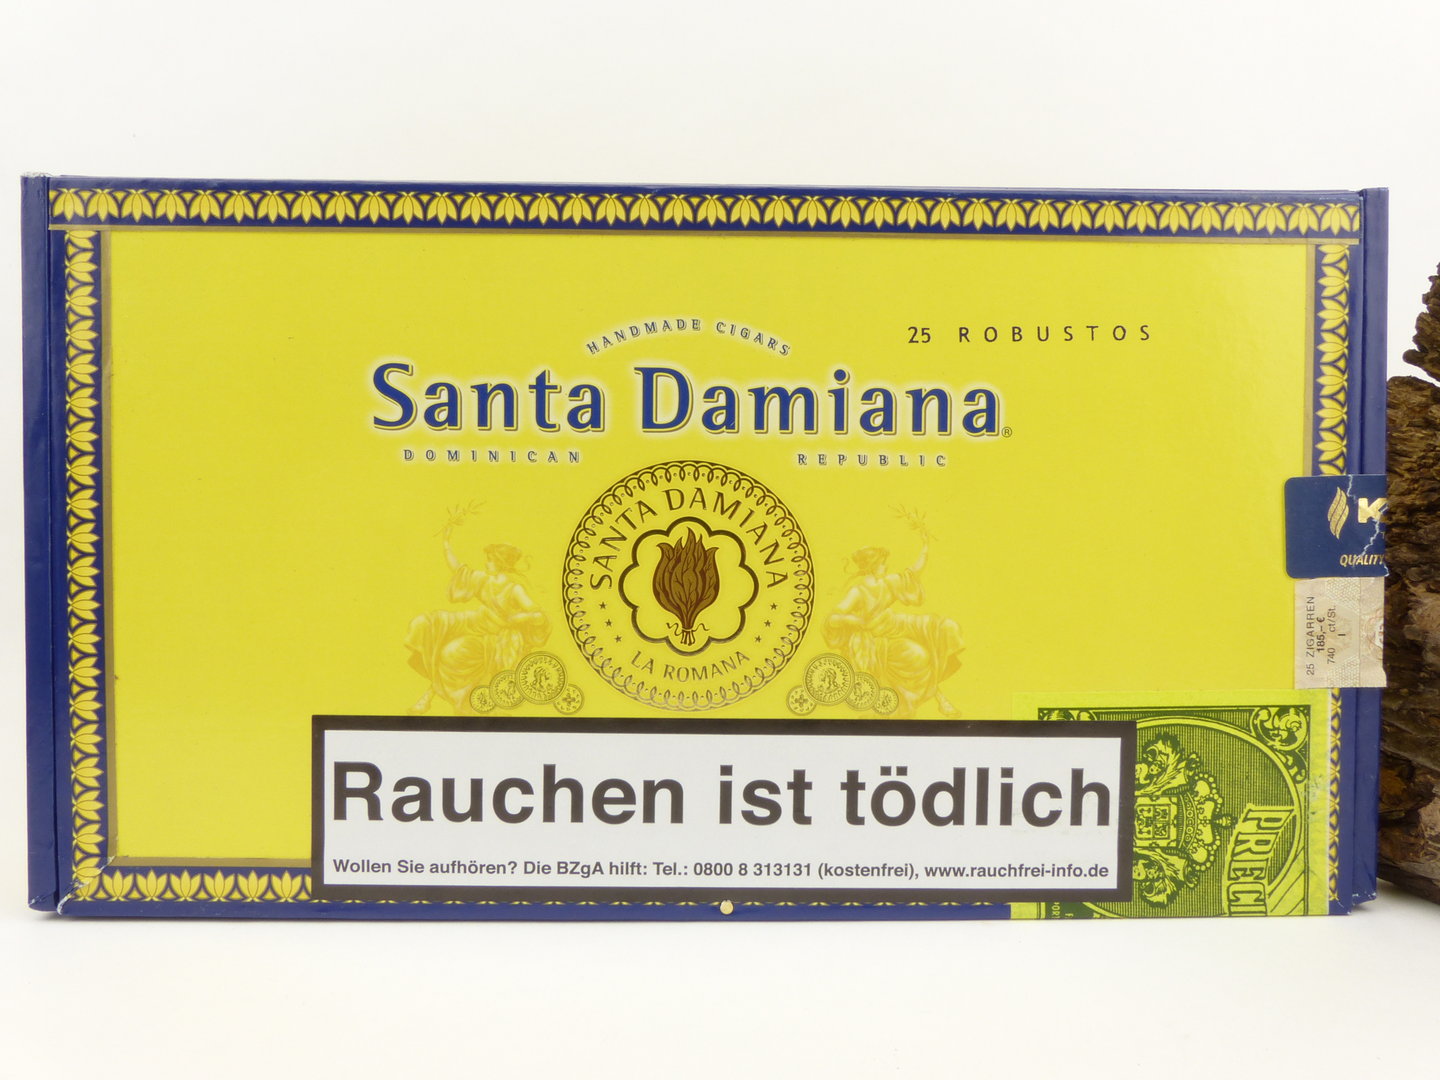 HANDMADE CIGARS
25 ROBUSTOS
Santa Damiana®
DOMINICAN REPUBLIC
SANTA DAMIANA
LA ROMANA
QUALITY
25 ZIGARREN
185,- €
740 ct/St.
Rauchen ist tödlich
Wollen Sie aufhören? Die BZgA hilft: Tel.: 0800 8 313131 (kostenfrei), www.rauchfrei-info.de